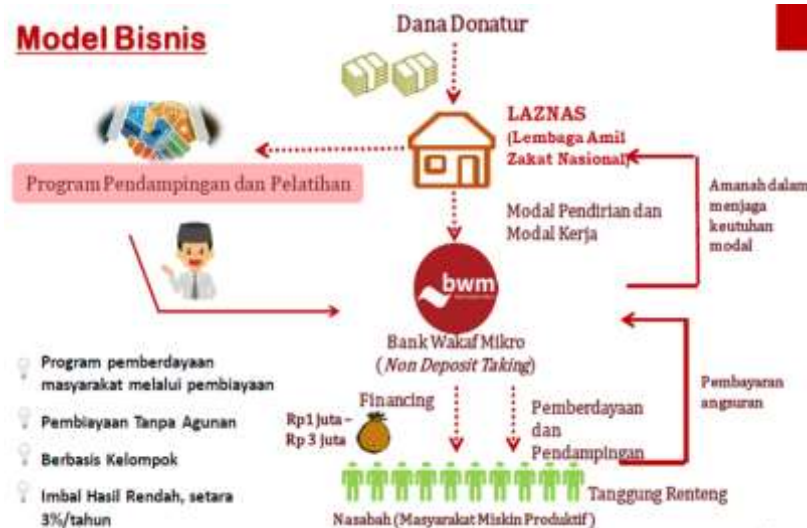 Model Bisnis
Dana Donatur
LAZNAS
(Lembaga Amil
Zakat Nasional)
Program Pendampingan dan Pelatihan
Modal Pendirian dan
Modal Kerja
Amanah dalam
menjaga
keutuhan
modal
bwm
Bank Wakaf Mikro
(Non Deposit Taking)
Financing
Rp1 juta –
Rp 3 juta
Pemberdayaan
dan
Pendampingan
Pembayaran
angsuran
Tanggung Renteng
Nasabah (Masyarakat Miskin Produktif)
Program pemberdayaan
masyarakat melalui pembiayaan
Pembiayaan Tanpa Agunan
Berbasis Kelompok
Imbal Hasil Rendah, setara
3%/tahun